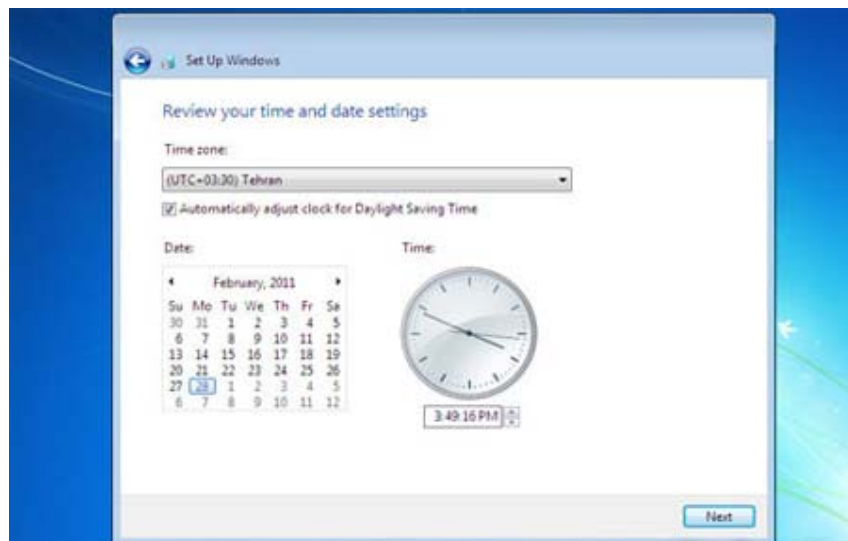 Set Up Windows
Review your time and date settings
Time zone:
(UTC+03:30) Tehran
Automatically adjust clock for Daylight Saving Time
Date:
Time:
February, 2011
Su Mo Tu We Th Fr Sa
30 31 1 2 3 4 5
6 7 8 9 10 11 12
13 14 15 16 17 18 19
20 21 22 23 24 25 26
27 28 1 2 3 4 5
6 7 8 9 10 11 12
3:49:16 PM
Next